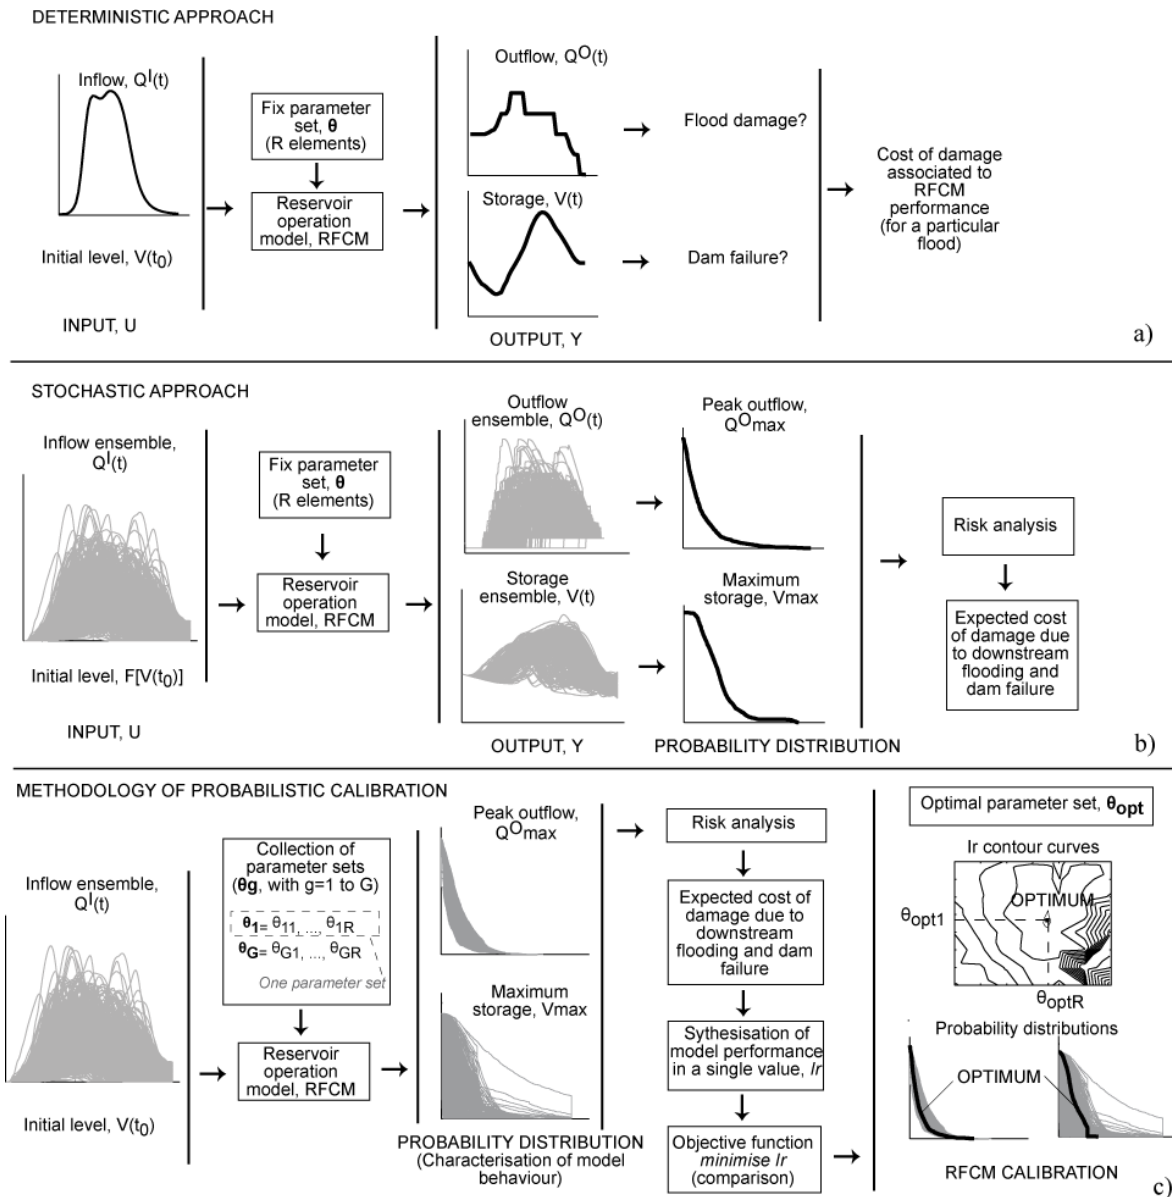 DETERMINISTIC APPROACH
Inflow, QI(t)
Initial level, V(t0)
INPUT, U
Fix parameter
set, θ
(R elements)
Reservoir
operation
model, RFCM
Outflow, QO(t)
Storage, V(t)
OUTPUT, Y
Flood damage?
Dam failure?
Cost of damage
associated to
RFCM
performance
(for a particular
flood)
a)
STOCHASTIC APPROACH
Inflow ensemble,
QI(t)
Initial level, F[V(t0)]
INPUT, U
Fix parameter
set, θ
(R elements)
Reservoir
operation
model, RFCM
Outflow
ensemble, QO(t)
Storage
ensemble, V(t)
OUTPUT, Y
Peak outflow,
QOmax
Maximum
storage, Vmax
PROBABILITY DISTRIBUTION
Risk analysis
Expected cost
of damage due
to downstream
flooding and
dam failure
b)
METHODOLOGY OF PROBABILISTIC CALIBRATION
Inflow ensemble,
QI(t)
Initial level, V(t0)
Collection of
parameter sets
(θg, with g=1 to G)
θ1= θ11, ..., θ1R
θG= θG1, ..., θGR
One parameter set
Reservoir
operation
model, RFCM
Peak outflow,
QOmax
Maximum
storage, Vmax
PROBABILITY DISTRIBUTION
(Characterisation of model
behaviour)
Risk analysis
Expected cost of
damage due to
downstream
flooding and dam
failure
Sythesisation of
model performance
in a single value, Ir
Objective function
minimise Ir
(comparison)
Optimal parameter set, θopt
Ir contour curves
OPTIMUM
θopt1
θoptR
Probability distributions
OPTIMUM
RFCM CALIBRATION
c)